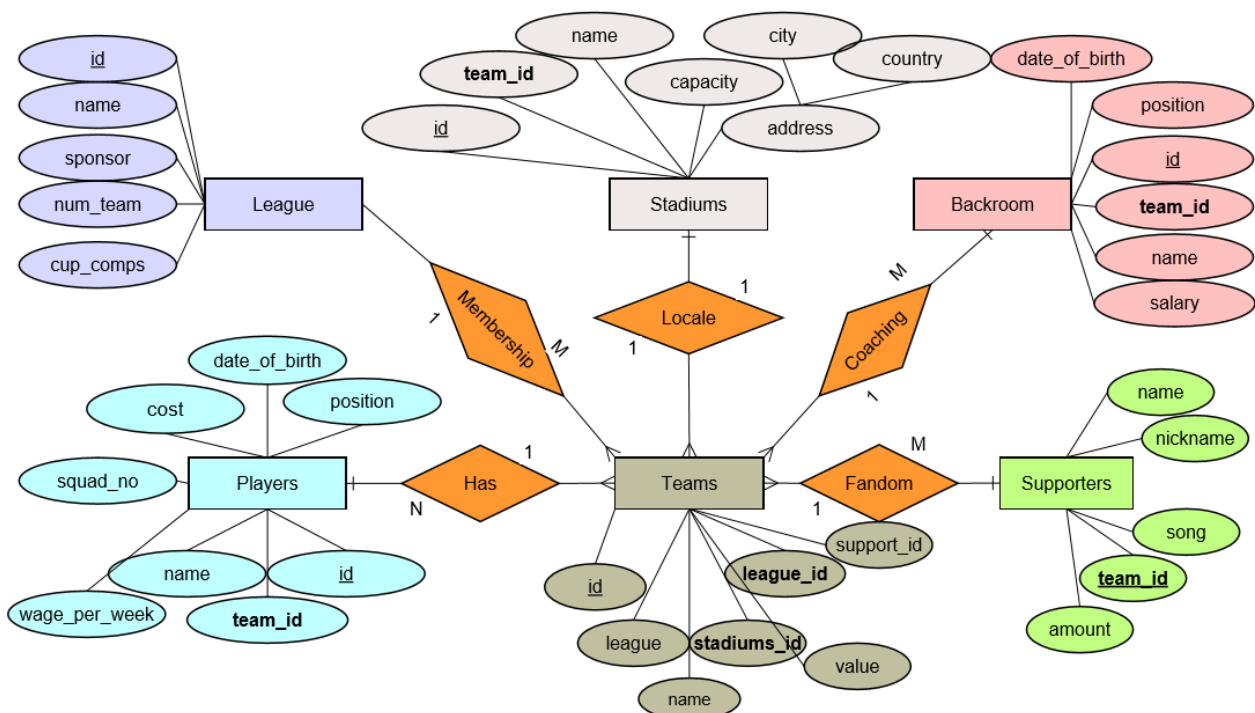 id
name
sponsor
num_team
cup_comps
League
name
team_id
id
capacity
city
country
address
Stadiums
date_of_birth
position
id
team_id
name
salary
Backroom
Membership
1
M
Locale
1
1
Coaching
M
1
date_of_birth
cost
position
squad_no
Players
name
id
wage_per_week
team_id
Has
1
N
Teams
support_id
league_id
id
league
stadiums_id
value
name
Fandom
M
1
name
nickname
Supporters
song
team_id
amount